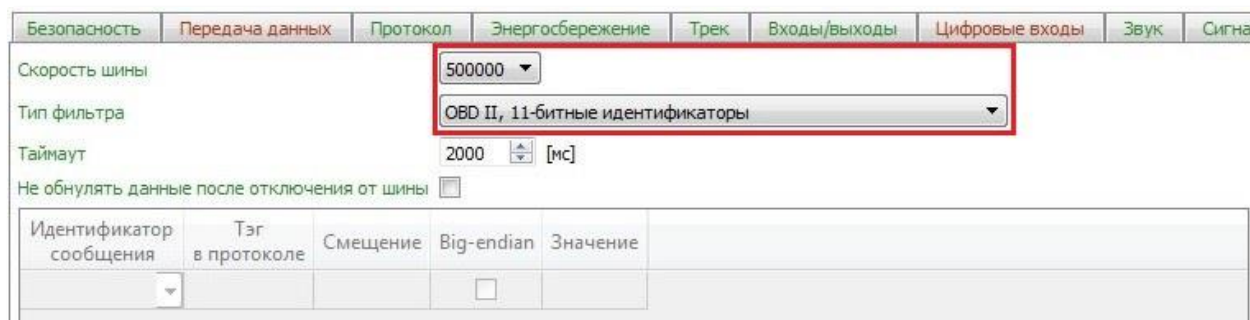 Безопасность Передача данных Протокол Энергосбережение Трек Входы/выходы Цифровые входы Звук Сигна
Скорость шины 500000
Тип фильтра OBD II, 11-битные идентификаторы
Таймаут 2000 [мс]
Не обнулять данные после отключения от шины
Идентификатор сообщения Тэг в протоколе Смещение Big-endian Значение